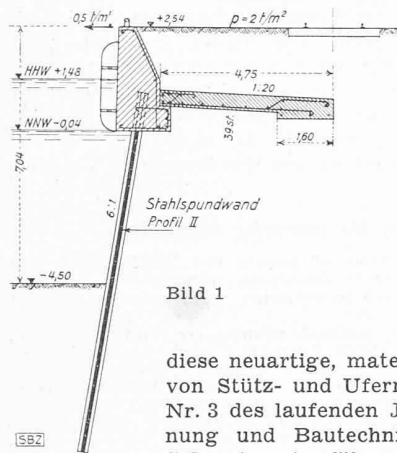 0,5 t/m'
+2,54
p=2 t/m²
4,75
HHW +1,48
1:20
NNW -0,04
39 st.
1,60
7,04
6:1
Stahlspundwand
Profil II
-4,50
Bild 1
diese neuartige, mate
von Stütz- und Ufern
Nr. 3 des laufenden J
nung und Bautechni
SBZ